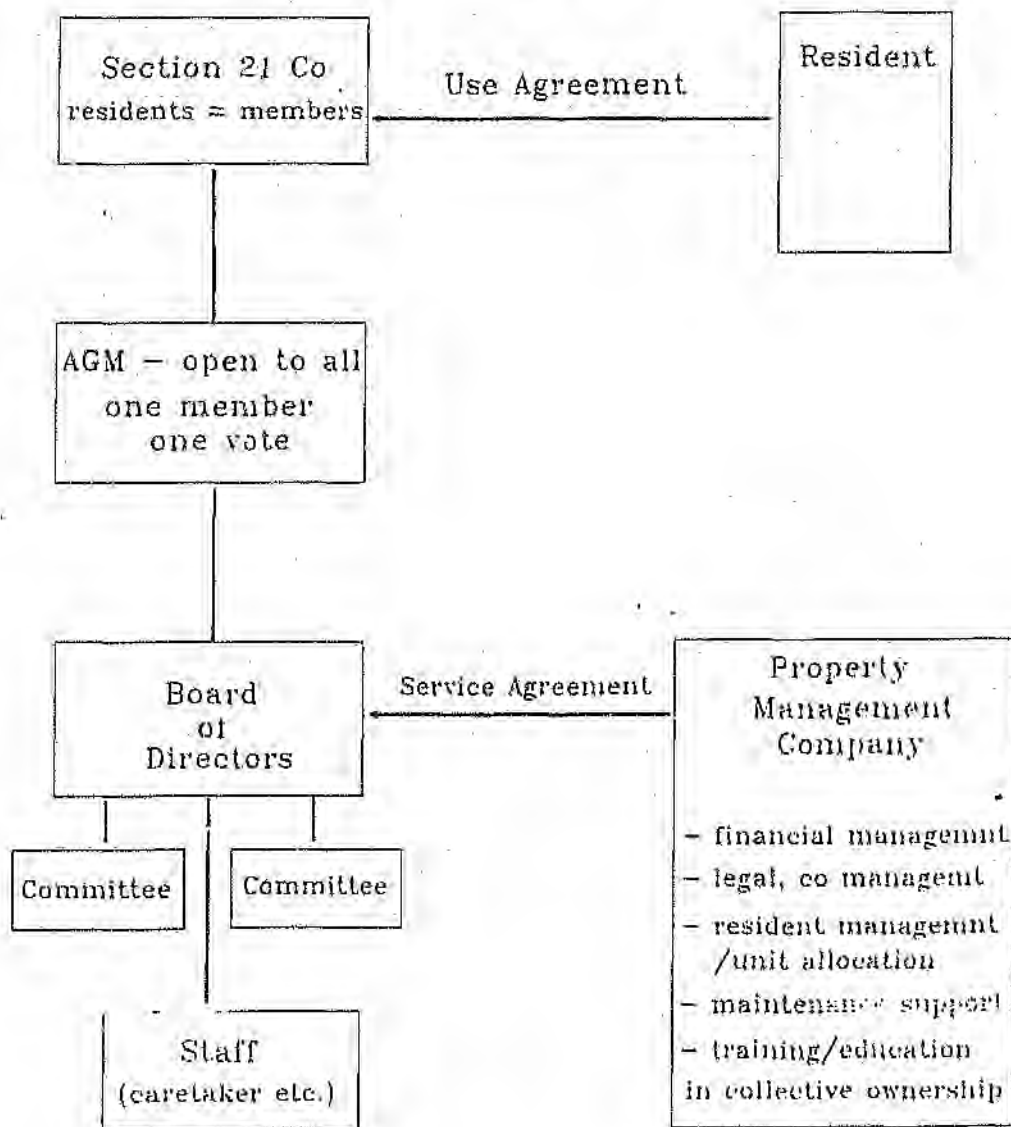 Section 21 Co
residents = members
Use Agreement
Resident
AGM – open to all
one member
one vote
Board
of
Directors
Service Agreement
Property
Management
Company
– financial managemnt
– legal, co managemt
– resident managemnt
/unit allocation
– maintenance support
– training/education
in collective ownership
Committee
Committee
Staff
(caretaker etc.)